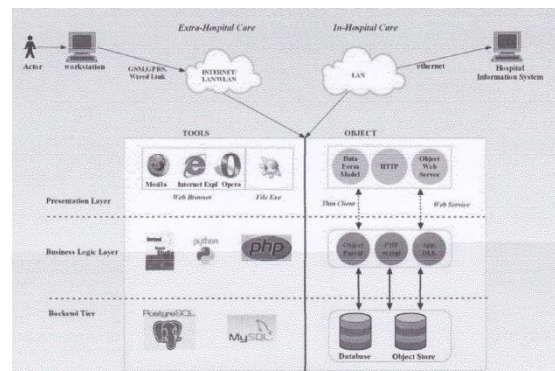 Extra-Hospital Care
In-Hospital Care
Actor
workstation
GSM,GPRS,
Wired Link
INTERNET/
LAN/WLAN
LAN
ethernet
Hospital
Information System
TOOLS
OBJECT
Mozilla
Internet Expl
Opera
Web Browser
File Exe
Data
Form
Model
HTTP
Object
Web
Server
Presentation Layer
Thin Client
Web Service
Business Logic Layer
python
php
Object
PHP
Script
App.
DLL
Backend Tier
PostgreSQL
MySQL
Database
Object Store